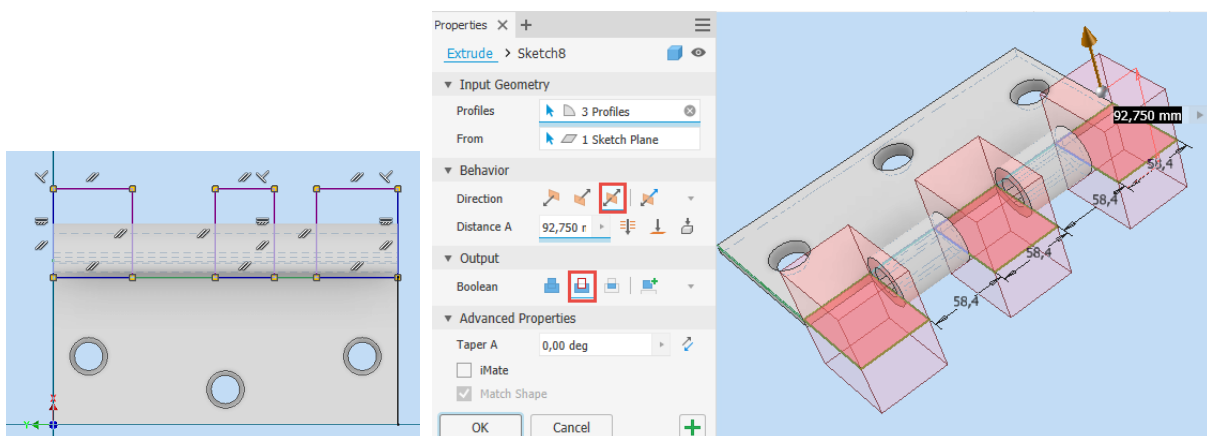 Properties × +
Extrude > Sketch8
Input Geometry
Profiles 3 Profiles
From 1 Sketch Plane
Behavior
Direction
Distance A 92,750 r
Output
Boolean
Advanced Properties
Taper A 0,00 deg
iMate
Match Shape
OK Cancel +
92,750 mm
58,4
58,4
58,4
58,4
Y